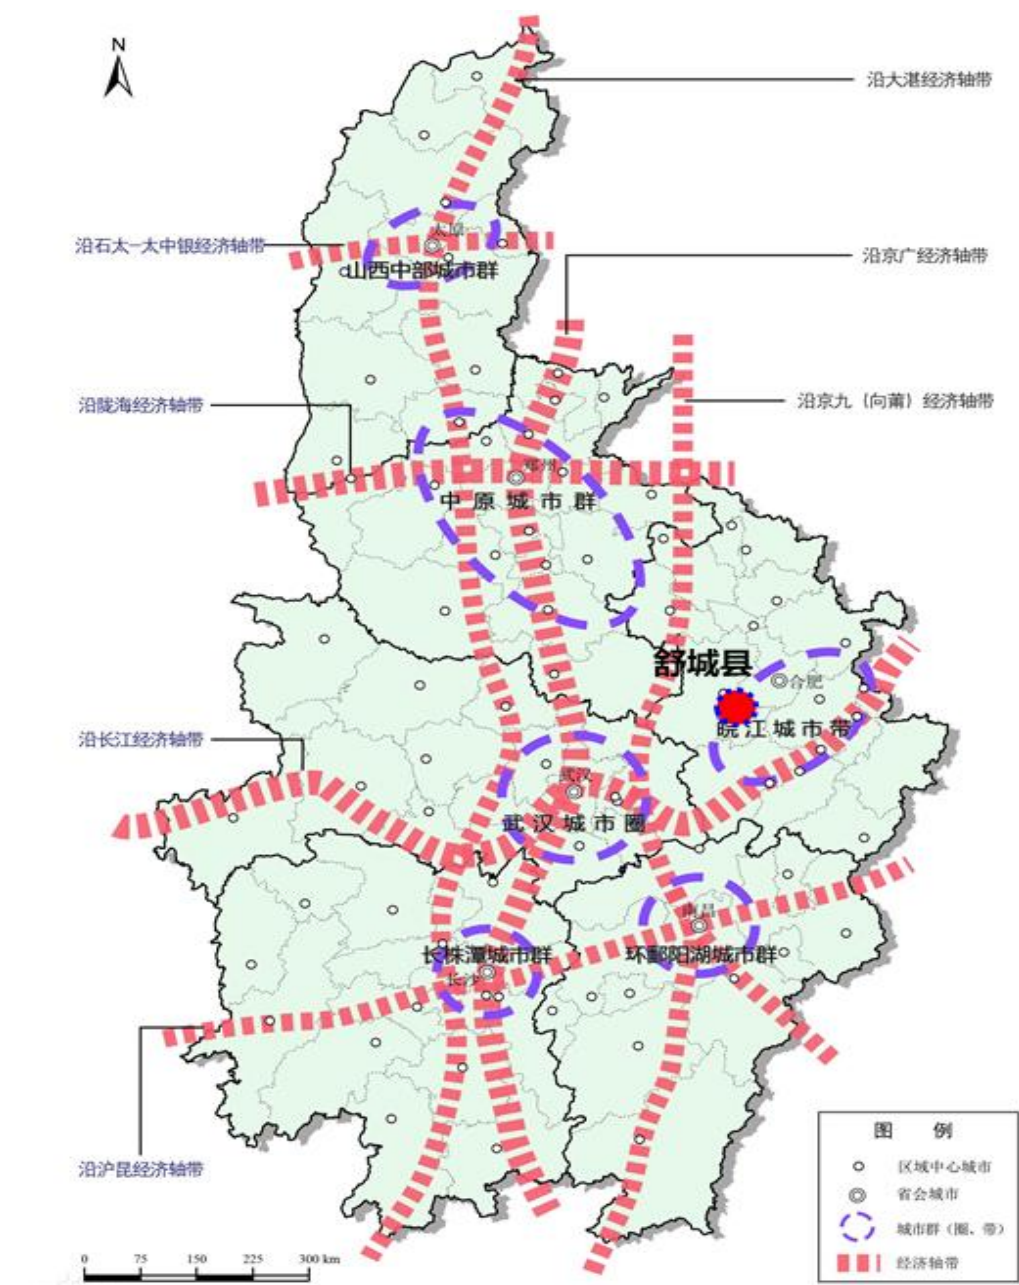 N
沿大湛经济轴带
太原
沿石太-太中银经济轴带
沿京广经济轴带
山西中部城市群
沿陇海经济轴带
沿京九（向莆）经济轴带
郑州
中原城市群
舒城县
合肥
皖江城市带
沿长江经济轴带
武汉
武汉城市圈
南昌
长株潭城市群
环鄱阳湖城市群
长沙
沿沪昆经济轴带
图 例
区域中心城市
省会城市
城市群（圈、带）
经济轴带
0 75 150 225 300 km